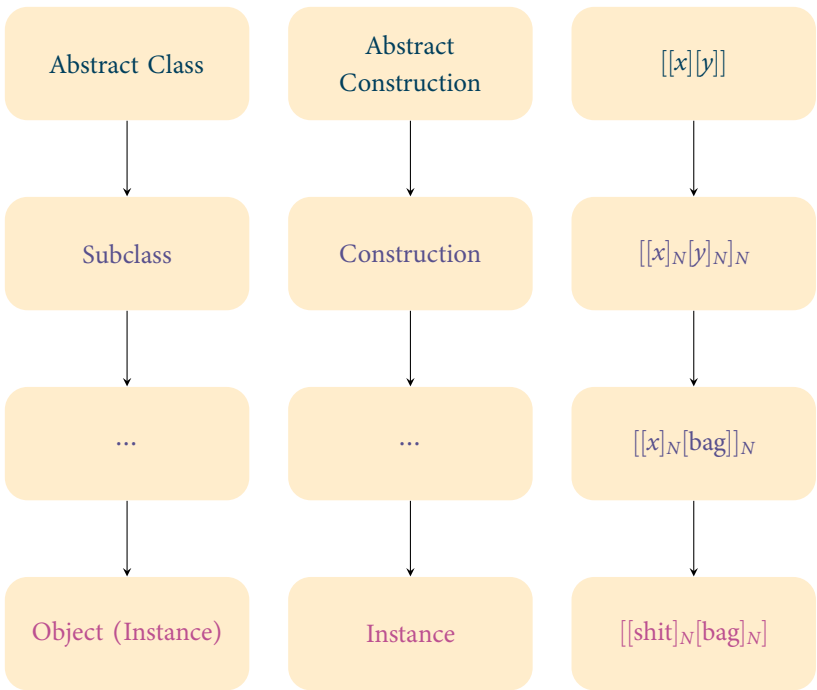 Abstract Class
Abstract
Construction
[[x][y]]
Subclass
Construction
[[x]N[y]N]N
...
...
[[x]N[bag]]N
Object (Instance)
Instance
[[shit]N[bag]N]